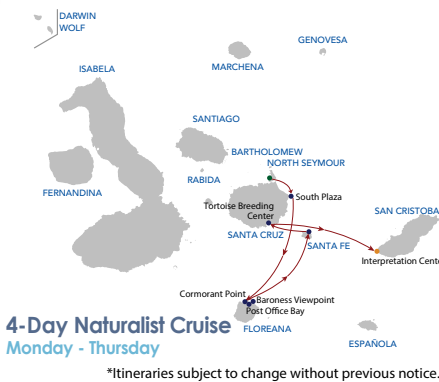 DARWIN
WOLF
GENOVESA
MARCHENA
ISABELA
SANTIAGO
BARTHOLOMEW
NORTH SEYMOUR
RABIDA
FERNANDINA
South Plaza
Tortoise Breeding
Center
SAN CRISTOBA
SANTA CRUZ
SANTA FE
Interpretation Cente
Cormorant Point
Baroness Viewpoint
Post Office Bay
4-Day Naturalist Cruise
FLOREANA
Monday - Thursday
ESPAÑOLA
*Itineraries subject to change without previous notice.